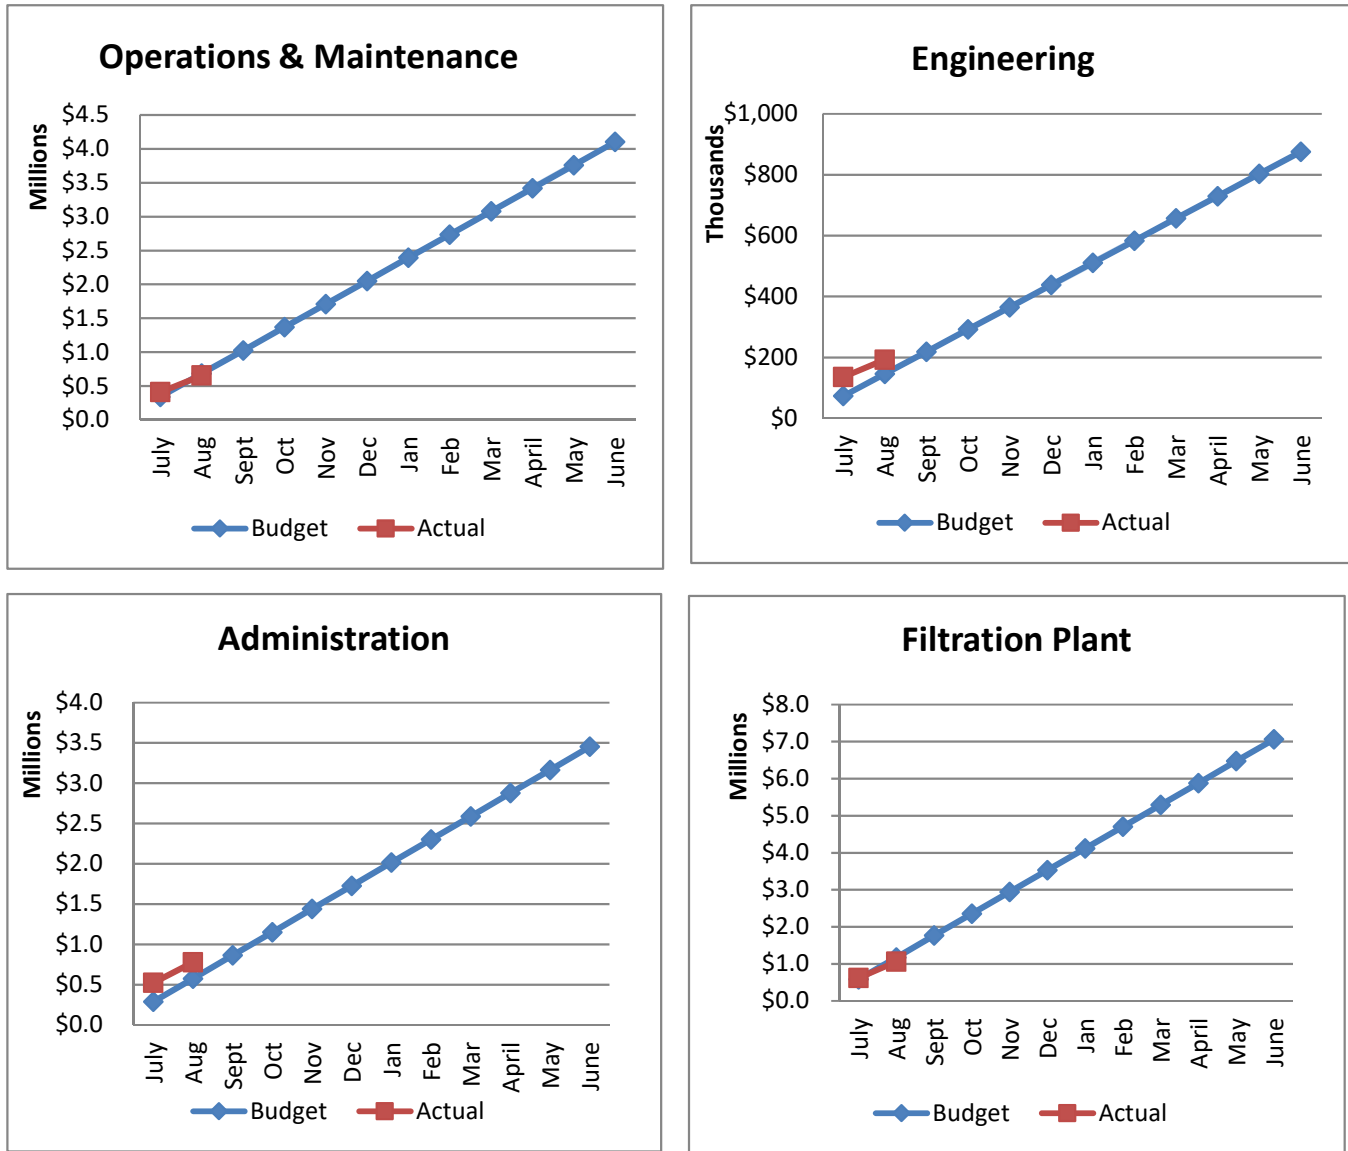 Operations & Maintenance
Millions
$4.5
$4.0
$3.5
$3.0
$2.5
$2.0
$1.5
$1.0
$0.5
$0.0
July
Aug
Sept
Oct
Nov
Dec
Jan
Feb
Mar
April
May
June
Budget Actual
Engineering
Thousands
$1,000
$800
$600
$400
$200
$0
July
Aug
Sept
Oct
Nov
Dec
Jan
Feb
Mar
April
May
June
Budget Actual
Administration
Millions
$4.0
$3.5
$3.0
$2.5
$2.0
$1.5
$1.0
$0.5
$0.0
July
Aug
Sept
Oct
Nov
Dec
Jan
Feb
Mar
April
May
June
Budget Actual
Filtration Plant
Millions
$8.0
$7.0
$6.0
$5.0
$4.0
$3.0
$2.0
$1.0
$0.0
July
Aug
Sept
Oct
Nov
Dec
Jan
Feb
Mar
April
May
June
Budget Actual